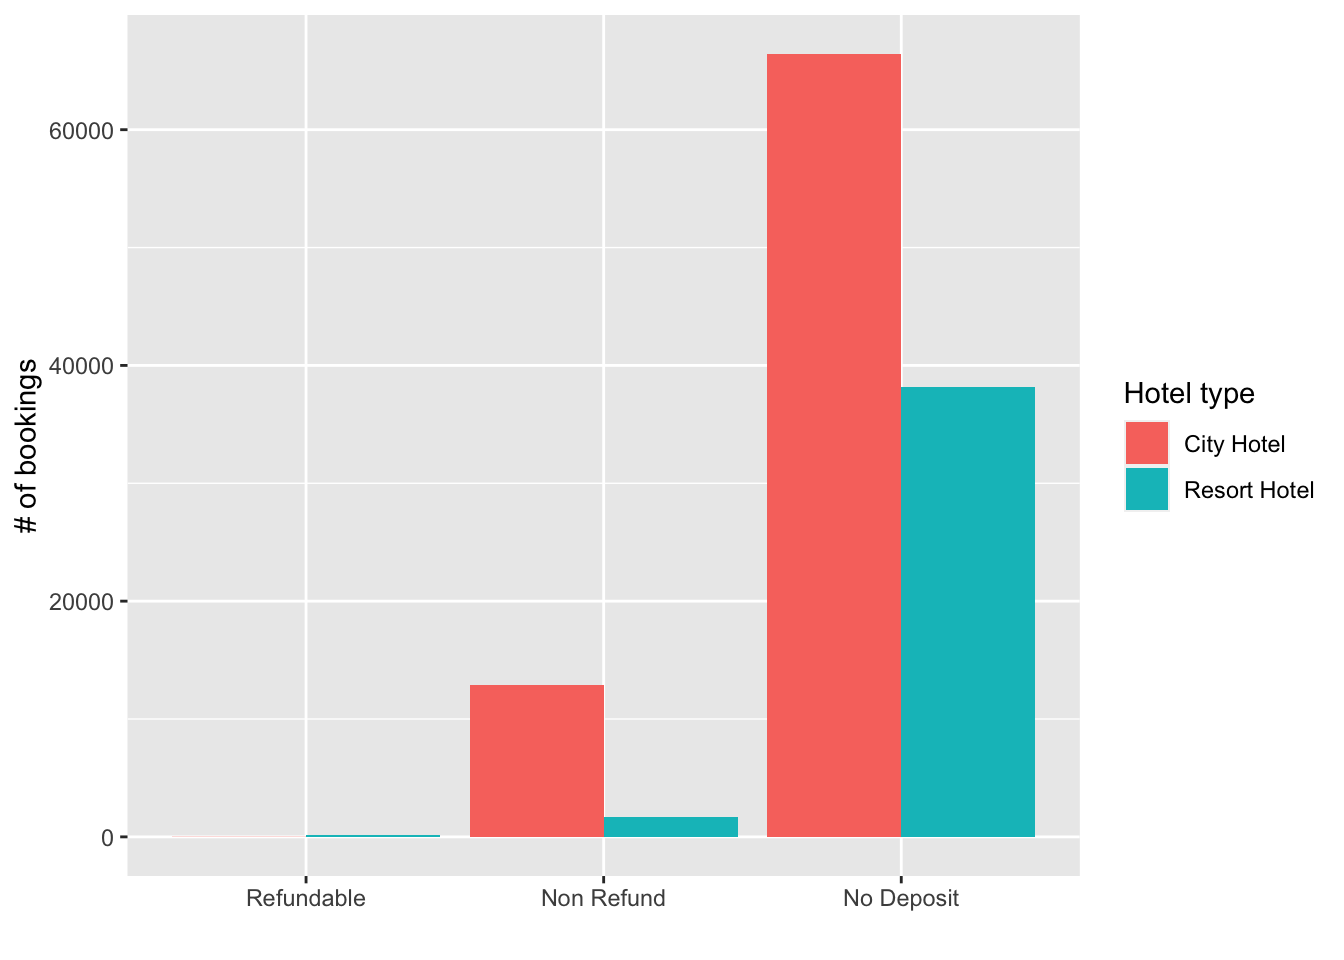 # of bookings
60000
40000
20000
0
Refundable
Non Refund
No Deposit
Hotel type
City Hotel
Resort Hotel